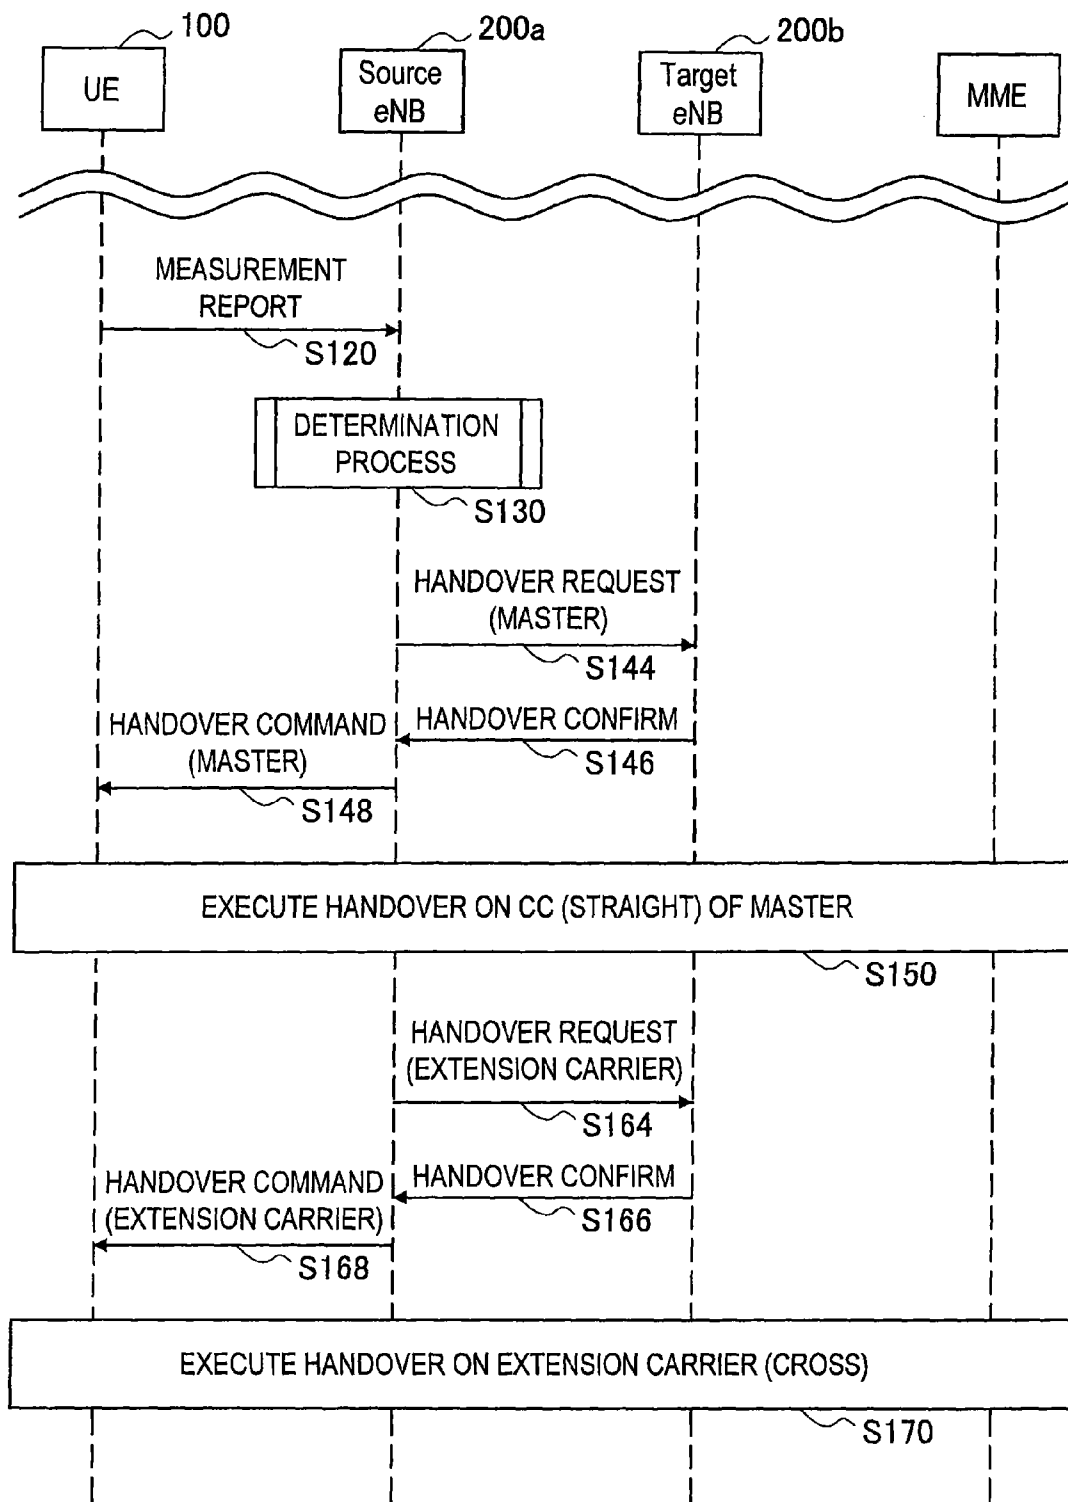 100
200a
200b
UE
Source
eNB
Target
eNB
MME
MEASUREMENT
REPORT
S120
DETERMINATION
PROCESS
S130
HANDOVER REQUEST
(MASTER)
S144
HANDOVER CONFIRM
S146
HANDOVER COMMAND
(MASTER)
S148
EXECUTE HANDOVER ON CC (STRAIGHT) OF MASTER
S150
HANDOVER REQUEST
(EXTENSION CARRIER)
S164
HANDOVER CONFIRM
S166
HANDOVER COMMAND
(EXTENSION CARRIER)
S168
EXECUTE HANDOVER ON EXTENSION CARRIER (CROSS)
S170